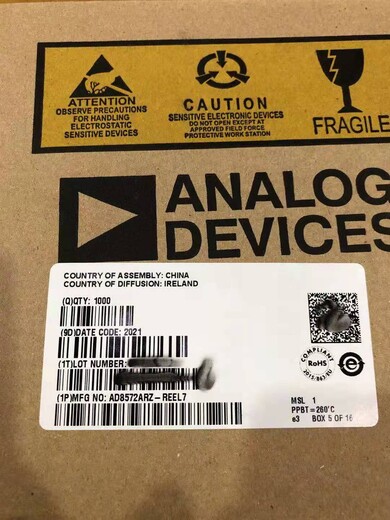 ATTENTION
OBSERVE PRECAUTIONS
FOR HANDLING
ELECTROSTATIC
SENSITIVE DEVICES
CAUTION
SENSITIVE ELECTRONIC DEVICES
DO NOT OPEN EXCEPT AT
APPROVED FIELD FORCE
PROTECTIVE WORK STATION
FRAGILE
ANALOG
DEVICES
COUNTRY OF ASSEMBLY: CHINA
COUNTRY OF DIFFUSION: IRELAND
(Q)QTY: 1000
(9D)DATE CODE: 2021
(1T)LOT NUMBER:
(1P)MFG NO: AD8572ARZ-REEL7
COMPLIANT
RoHS
2015/863/EU
e
MSL 1
PPBT=260°C
e3 BOX 5 OF 16